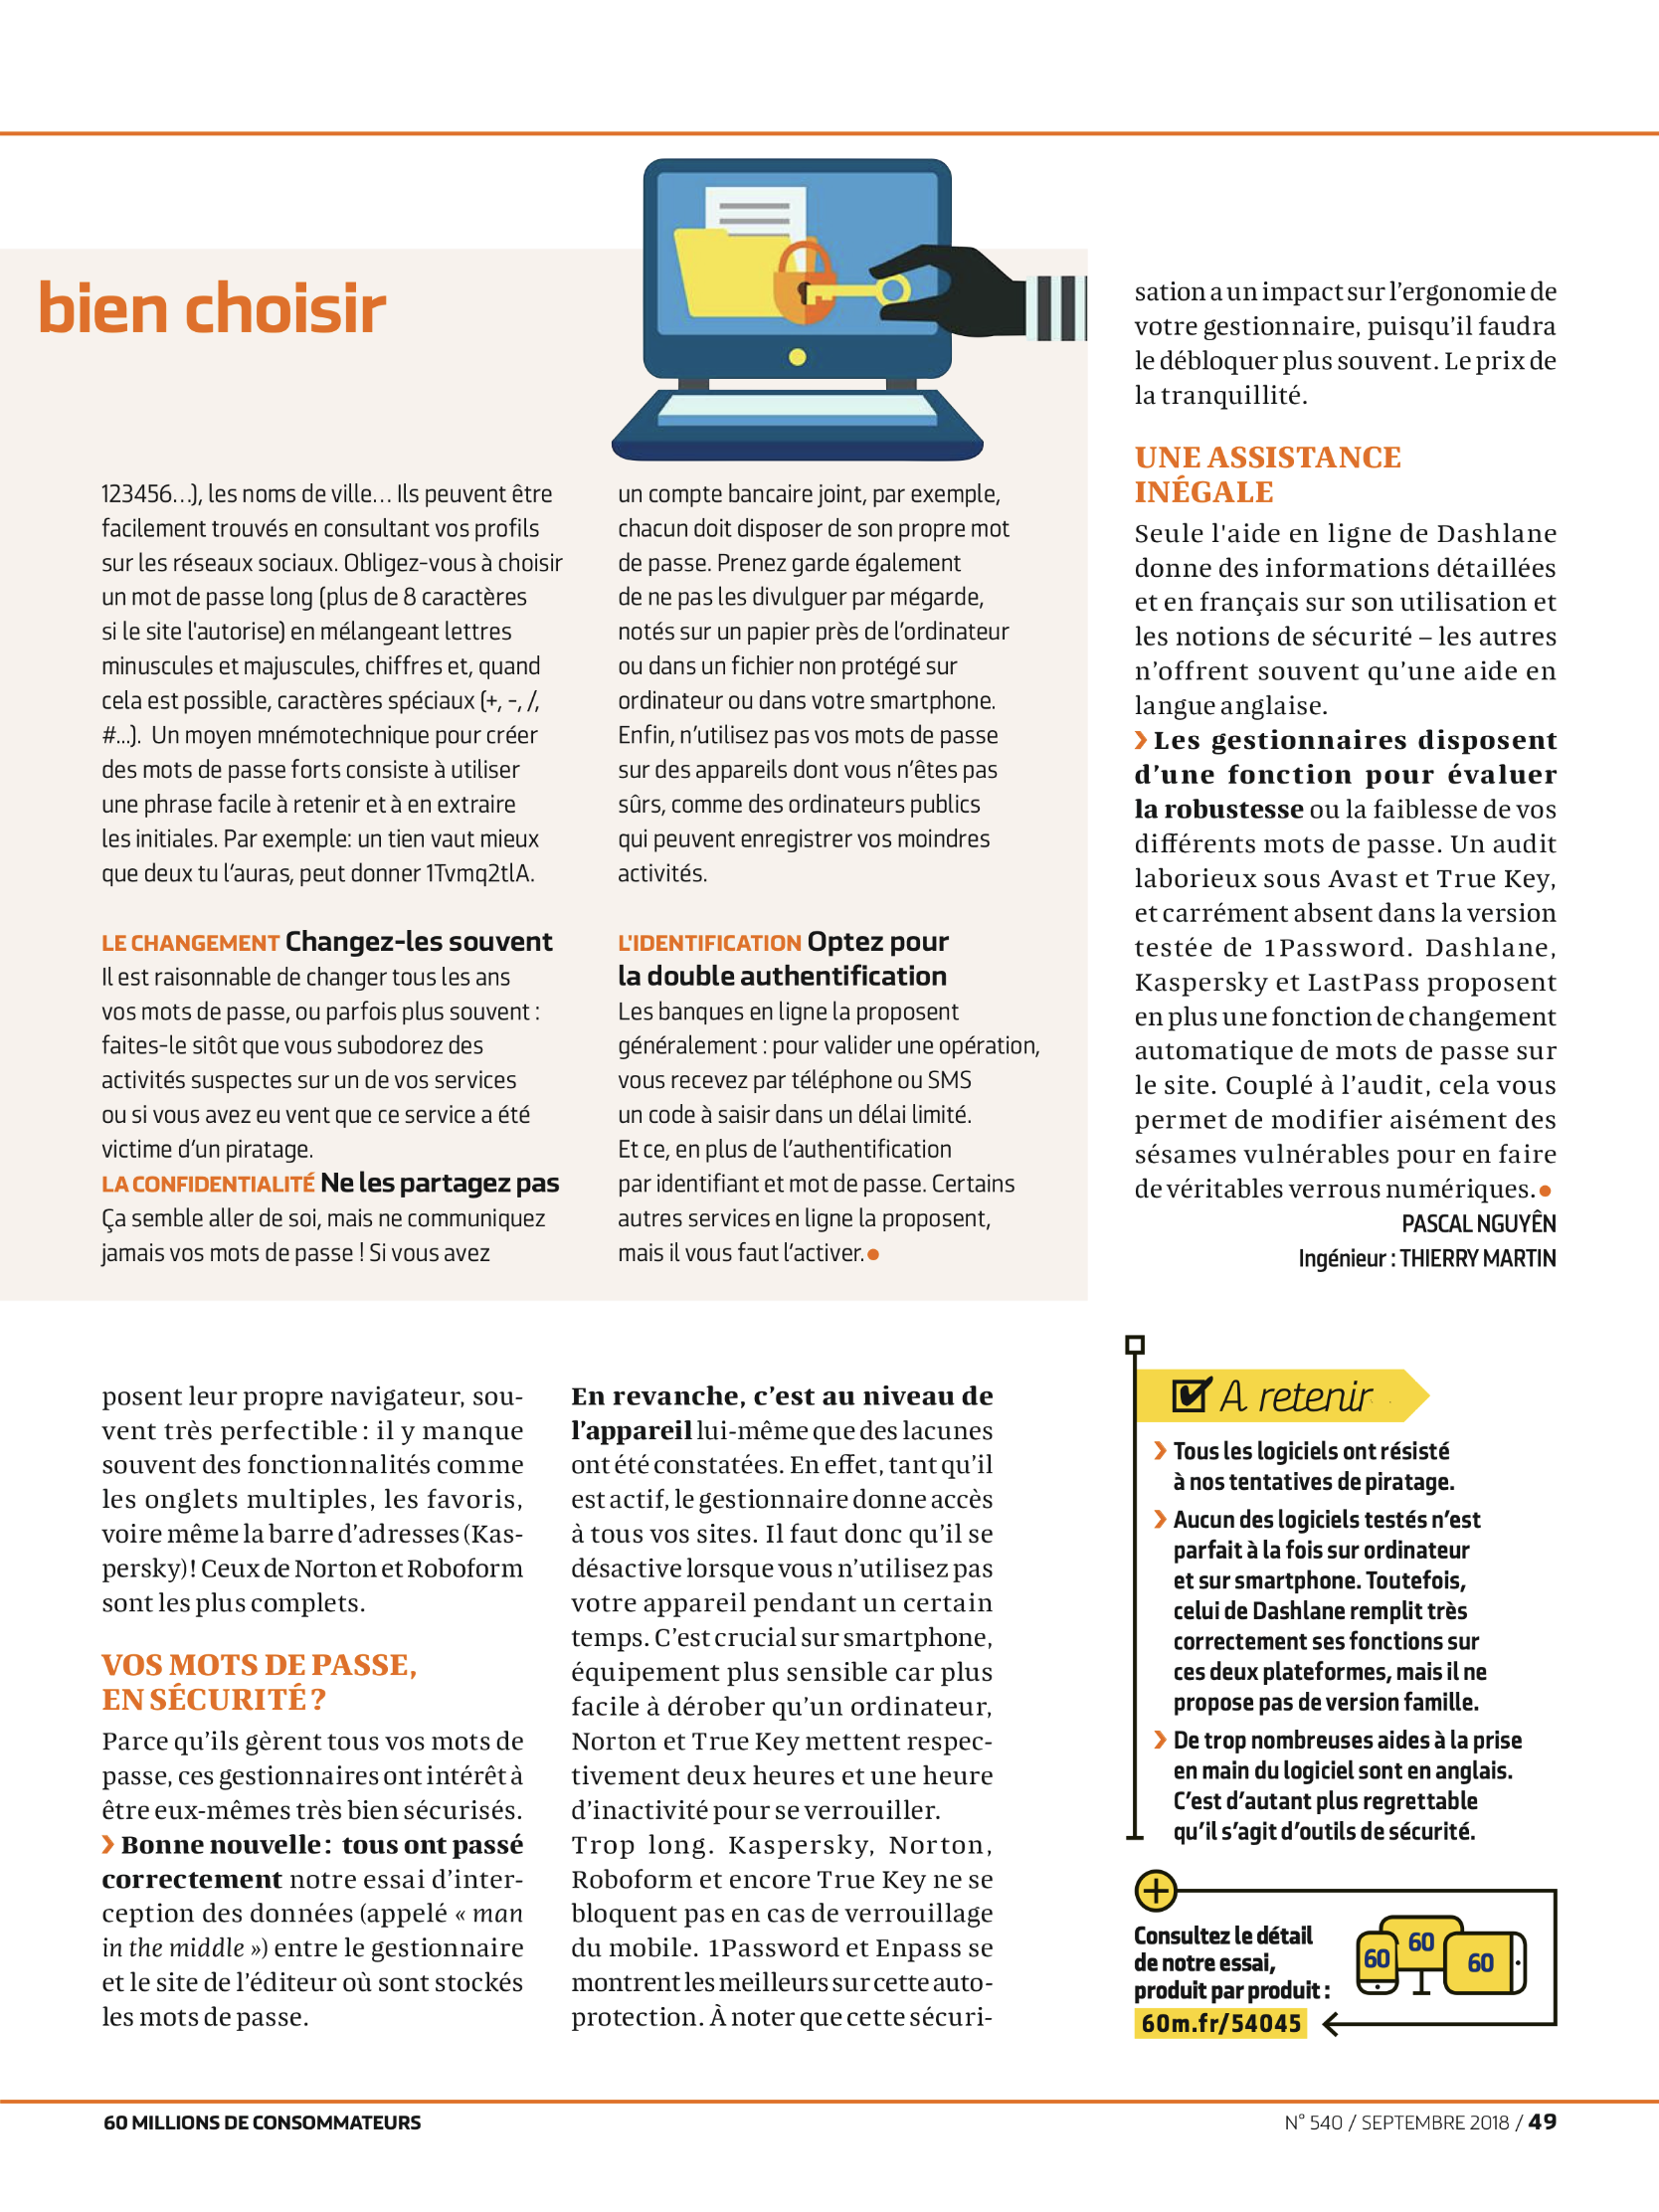 bien choisir
123456…), les noms de ville… Ils peuvent être
facilement trouvés en consultant vos profils
sur les réseaux sociaux. Obligez-vous à choisir
un mot de passe long (plus de 8 caractères
si le site l'autorise) en mélangeant lettres
minuscules et majuscules, chiffres et, quand
cela est possible, caractères spéciaux (+, -, /,
#...). Un moyen mnémotechnique pour créer
des mots de passe forts consiste à utiliser
une phrase facile à retenir et à en extraire
les initiales. Par exemple: un tien vaut mieux
que deux tu l’auras, peut donner 1Tvmq2tlA.
LE CHANGEMENT Changez-les souvent
Il est raisonnable de changer tous les ans
vos mots de passe, ou parfois plus souvent :
faites-le sitôt que vous subodorez des
activités suspectes sur un de vos services
ou si vous avez eu vent que ce service a été
victime d’un piratage.
LA CONFIDENTIALITÉ Ne les partagez pas
Ça semble aller de soi, mais ne communiquez
jamais vos mots de passe ! Si vous avez
un compte bancaire joint, par exemple,
chacun doit disposer de son propre mot
de passe. Prenez garde également
de ne pas les divulguer par mégarde,
notés sur un papier près de l’ordinateur
ou dans un fichier non protégé sur
ordinateur ou dans votre smartphone.
Enfin, n’utilisez pas vos mots de passe
sur des appareils dont vous n’êtes pas
sûrs, comme des ordinateurs publics
qui peuvent enregistrer vos moindres
activités.
L'IDENTIFICATION Optez pour
la double authentification
Les banques en ligne la proposent
généralement : pour valider une opération,
vous recevez par téléphone ou SMS
un code à saisir dans un délai limité.
Et ce, en plus de l’authentification
par identifiant et mot de passe. Certains
autres services en ligne la proposent,
mais il vous faut l’activer.●
posent leur propre navigateur, sou-
vent très perfectible : il y manque
souvent des fonctionnalités comme
les onglets multiples, les favoris,
voire même la barre d’adresses (Kas-
persky)! Ceux de Norton et Roboform
sont les plus complets.
VOS MOTS DE PASSE,
EN SÉCURITÉ ?
Parce qu’ils gèrent tous vos mots de
passe, ces gestionnaires ont intérêt à
être eux-mêmes très bien sécurisés.
› Bonne nouvelle : tous ont passé
correctement notre essai d’inter-
ception des données (appelé « man
in the middle ») entre le gestionnaire
et le site de l’éditeur où sont stockés
les mots de passe.
En revanche, c’est au niveau de
l’appareil lui-même que des lacunes
ont été constatées. En effet, tant qu’il
est actif, le gestionnaire donne accès
à tous vos sites. Il faut donc qu’il se
désactive lorsque vous n’utilisez pas
votre appareil pendant un certain
temps. C’est crucial sur smartphone,
équipement plus sensible car plus
facile à dérober qu’un ordinateur,
Norton et True Key mettent respec-
tivement deux heures et une heure
d’inactivité pour se verrouiller.
Trop long. Kaspersky, Norton,
Roboform et encore True Key ne se
bloquent pas en cas de verrouillage
du mobile. 1Password et Enpass se
montrent les meilleurs sur cette auto-
protection. À noter que cette sécuri-
sation a un impact sur l’ergonomie de
votre gestionnaire, puisqu’il faudra
le débloquer plus souvent. Le prix de
la tranquillité.
UNE ASSISTANCE
INÉGALE
Seule l'aide en ligne de Dashlane
donne des informations détaillées
et en français sur son utilisation et
les notions de sécurité – les autres
n’offrent souvent qu’une aide en
langue anglaise.
› Les gestionnaires disposent
d’une fonction pour évaluer
la robustesse ou la faiblesse de vos
différents mots de passe. Un audit
laborieux sous Avast et True Key,
et carrément absent dans la version
testée de 1Password. Dashlane,
Kaspersky et LastPass proposent
en plus une fonction de changement
automatique de mots de passe sur
le site. Couplé à l’audit, cela vous
permet de modifier aisément des
sésames vulnérables pour en faire
de véritables verrous numériques.●
PASCAL NGUYÊN
Ingénieur : THIERRY MARTIN
A retenir
› Tous les logiciels ont résisté
à nos tentatives de piratage.
› Aucun des logiciels testés n’est
parfait à la fois sur ordinateur
et sur smartphone. Toutefois,
celui de Dashlane remplit très
correctement ses fonctions sur
ces deux plateformes, mais il ne
propose pas de version famille.
› De trop nombreuses aides à la prise
en main du logiciel sont en anglais.
C’est d’autant plus regrettable
qu’il s’agit d’outils de sécurité.
Consultez le détail
de notre essai,
produit par produit :
60m.fr/54045
60
60
60
60 MILLIONS DE CONSOMMATEURS
N° 540 / SEPTEMBRE 2018 / 49